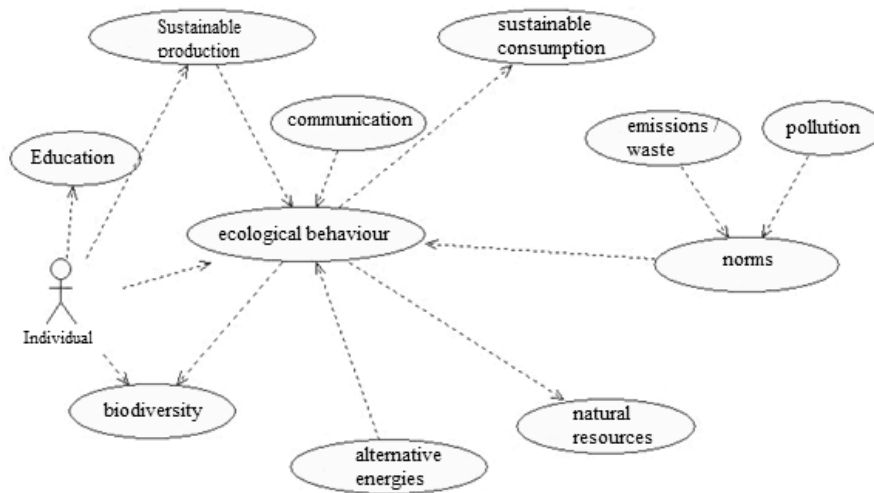 Sustainable
production
sustainable
consumption
communication
emissions /
waste
pollution
Education
ecological behaviour
norms
Individual
biodiversity
natural
resources
alternative
energies